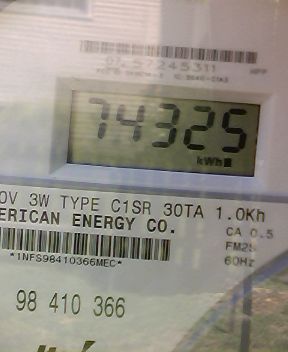 57245311
74325
kWh
0V 3W TYPE C1SR 30TA 1.0Kh
ERICAN ENERGY CO.
CA 0.5
FM2S
60Hz
*1NFS98410366MEC*
98 410 366